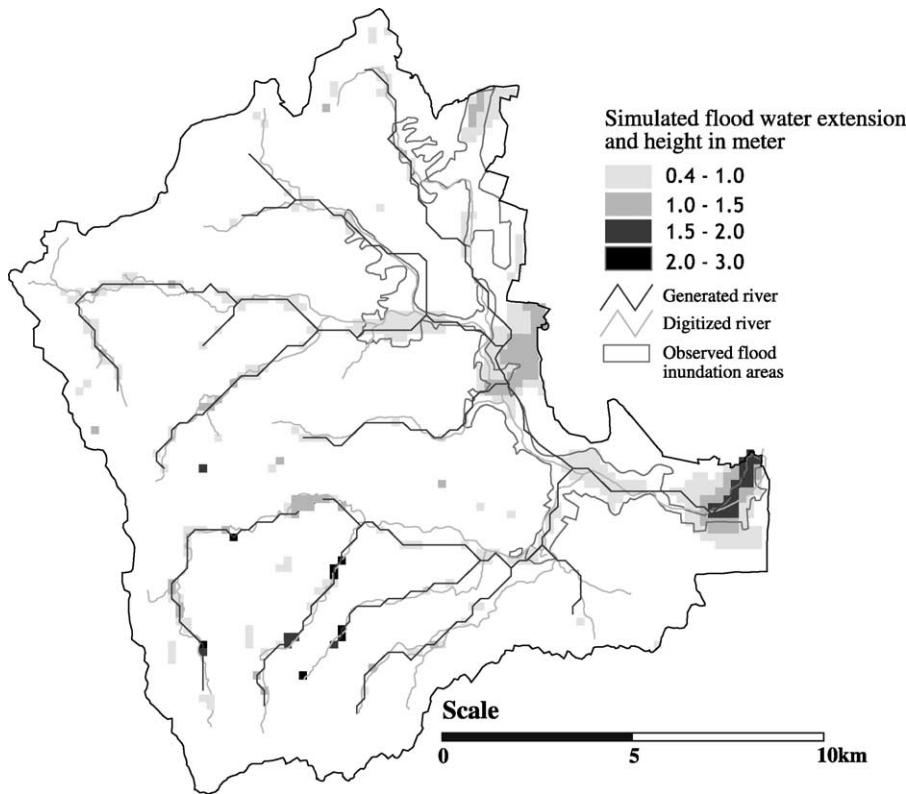 Simulated flood water extension
and height in meter
0.4 - 1.0
1.0 - 1.5
1.5 - 2.0
2.0 - 3.0
Generated river
Digitized river
Observed flood
inundation areas
Scale
0 5 10km